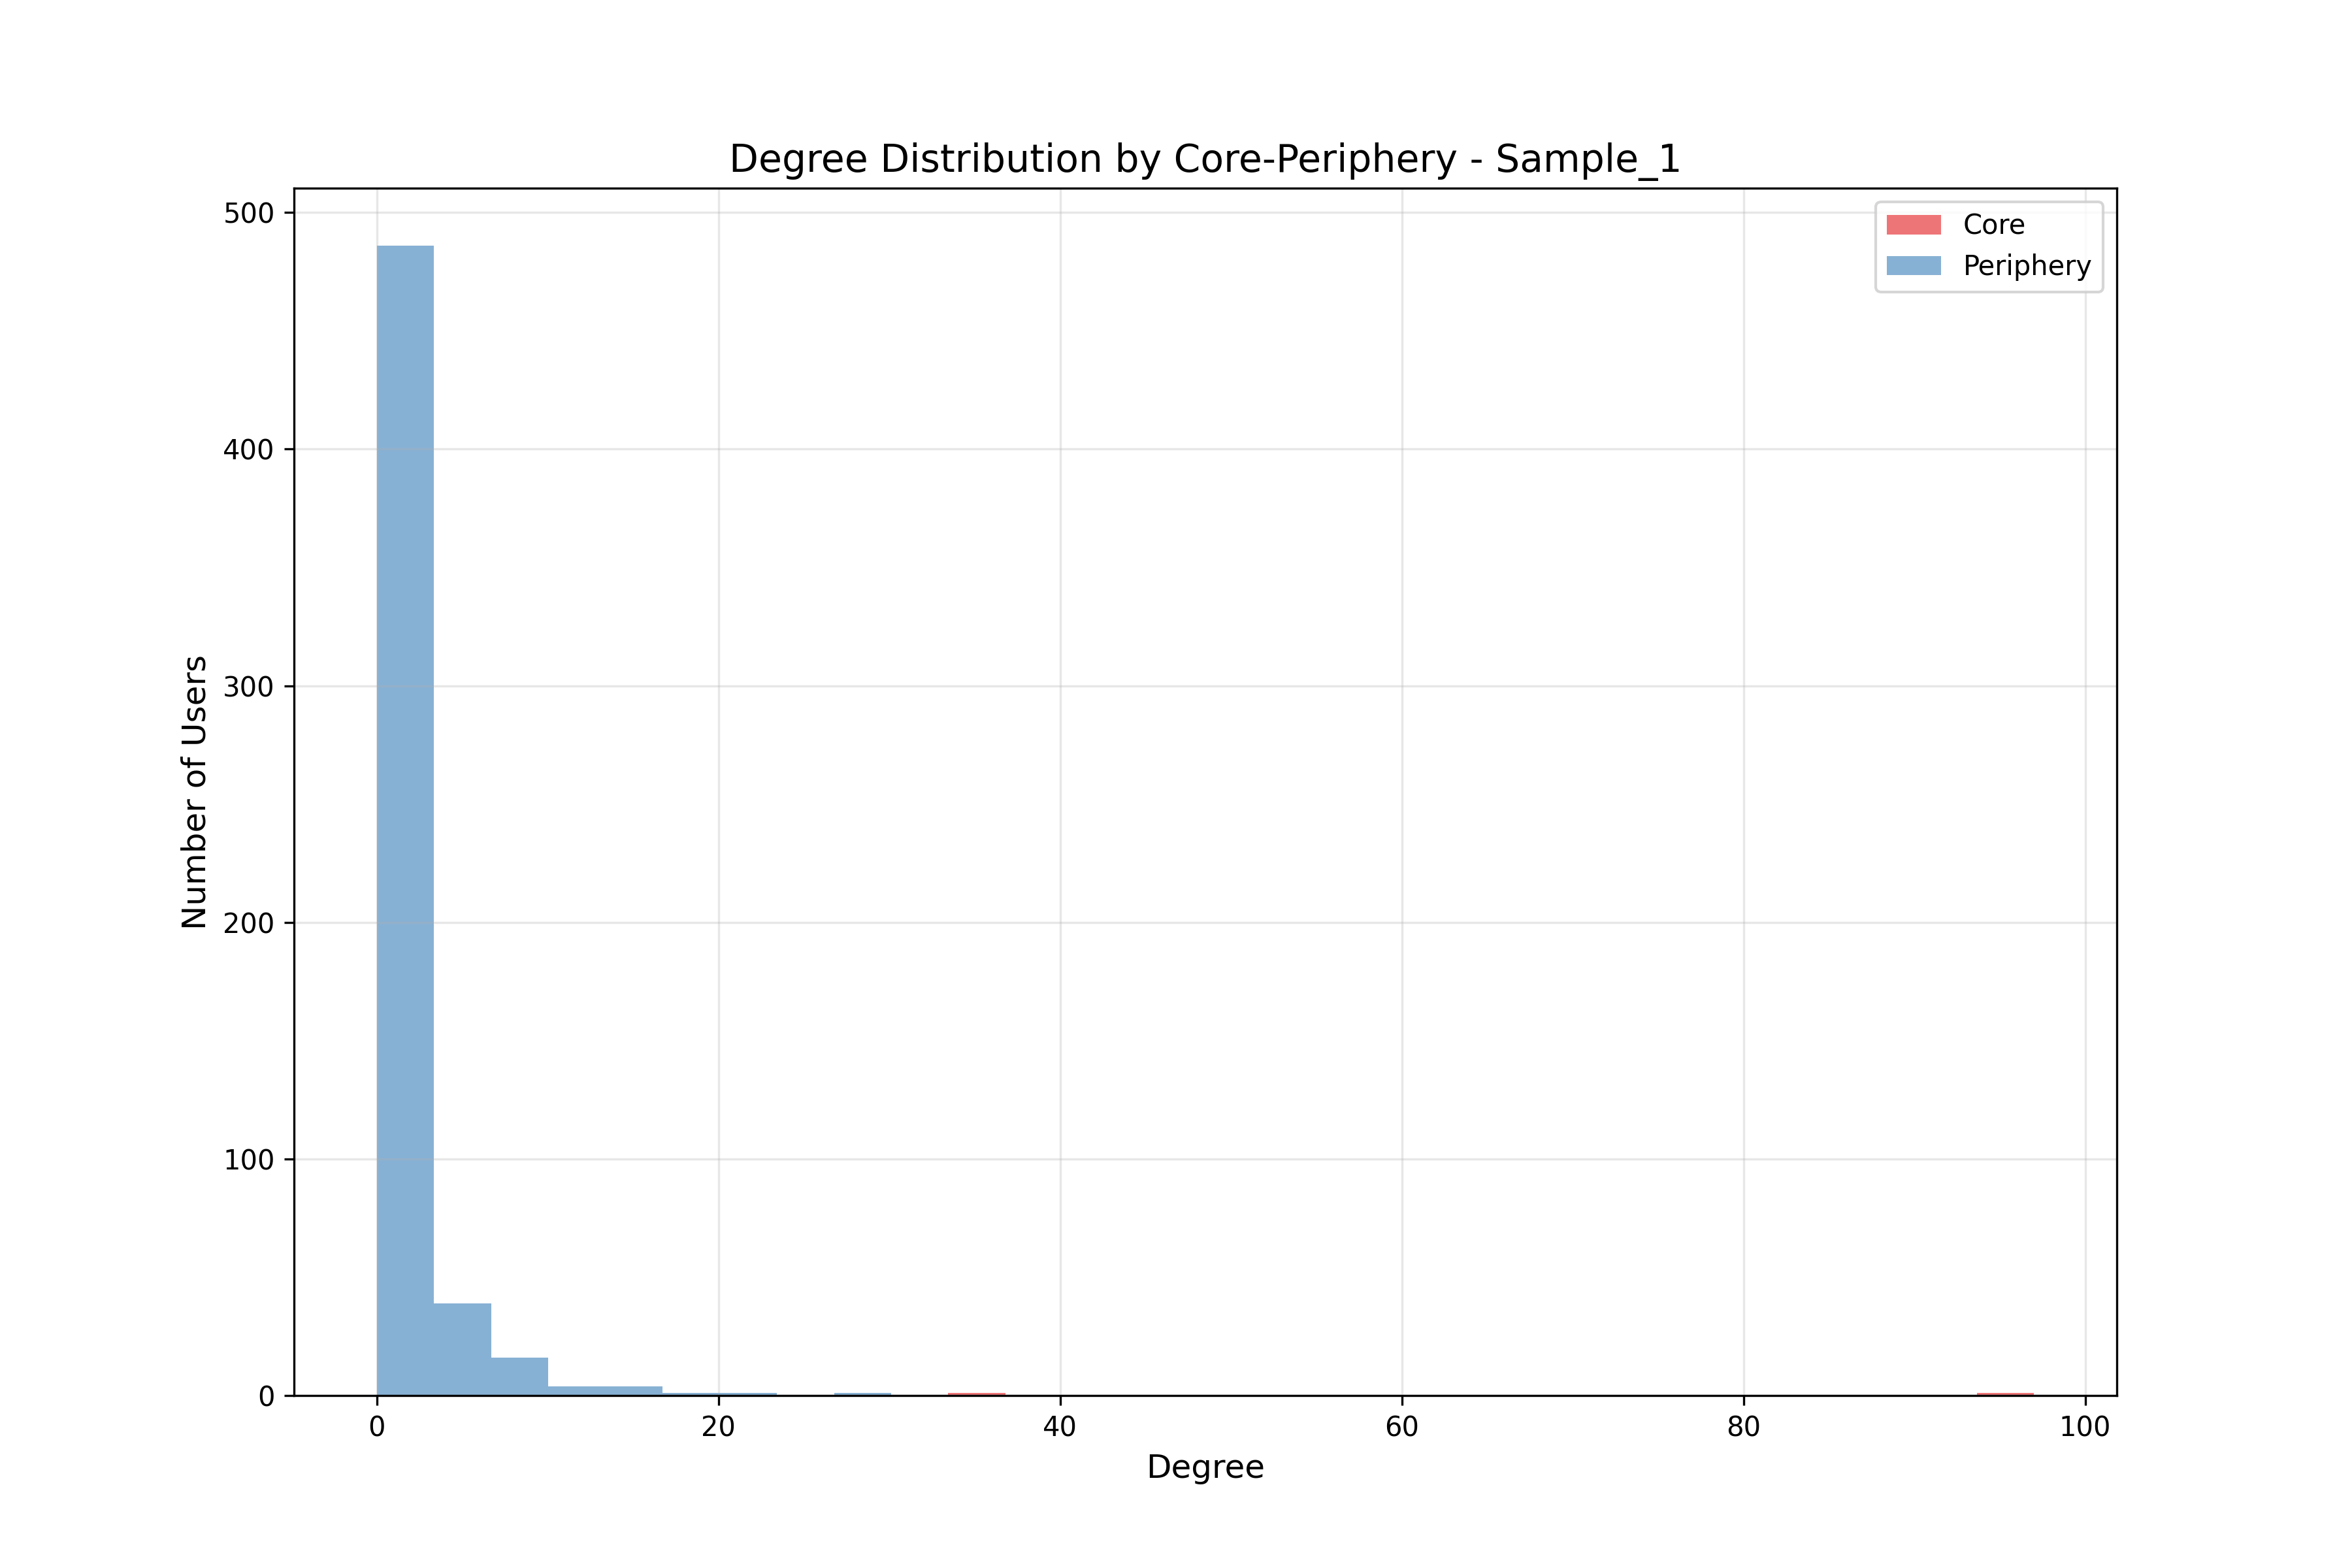 Degree Distribution by Core-Periphery - Sample_1
Core
Periphery
500
400
300
200
100
0
Number of Users
0 20 40 60 80 100
Degree